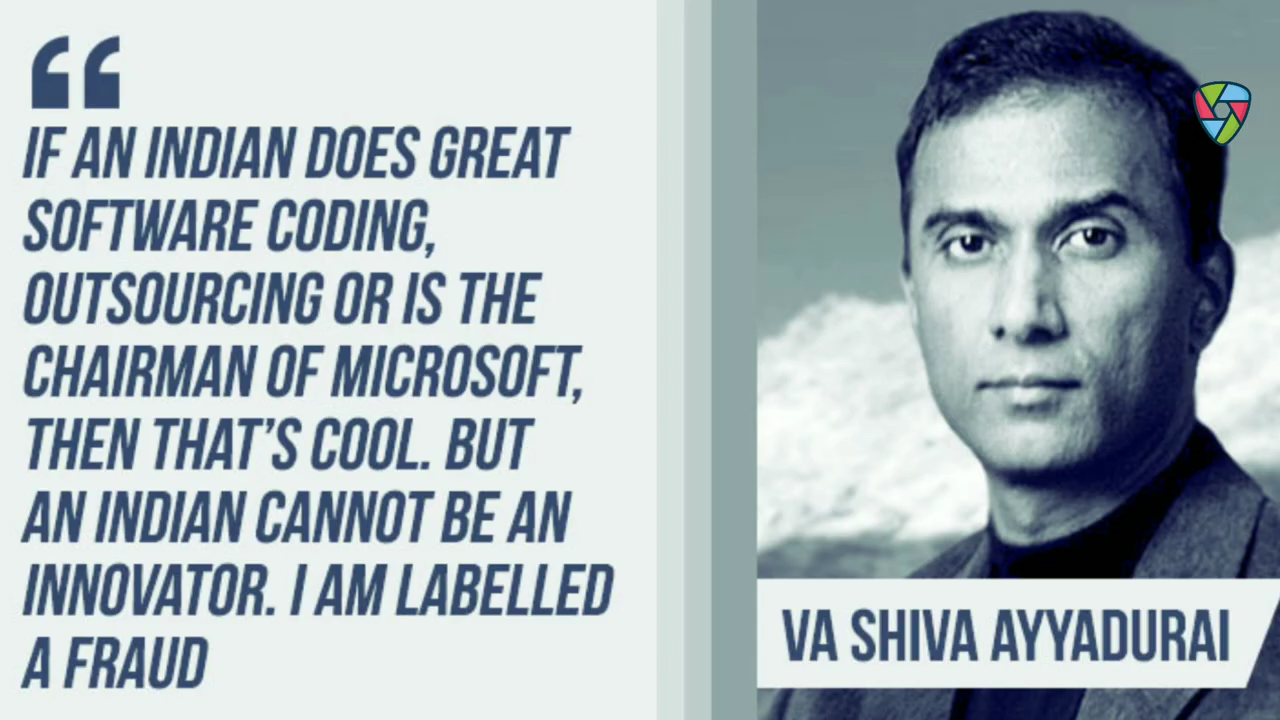 “
IF AN INDIAN DOES GREAT
SOFTWARE CODING,
OUTSOURCING OR IS THE
CHAIRMAN OF MICROSOFT,
THEN THAT’S COOL. BUT
AN INDIAN CANNOT BE AN
INNOVATOR. I AM LABELLED
A FRAUD
VA SHIVA AYYADURAI